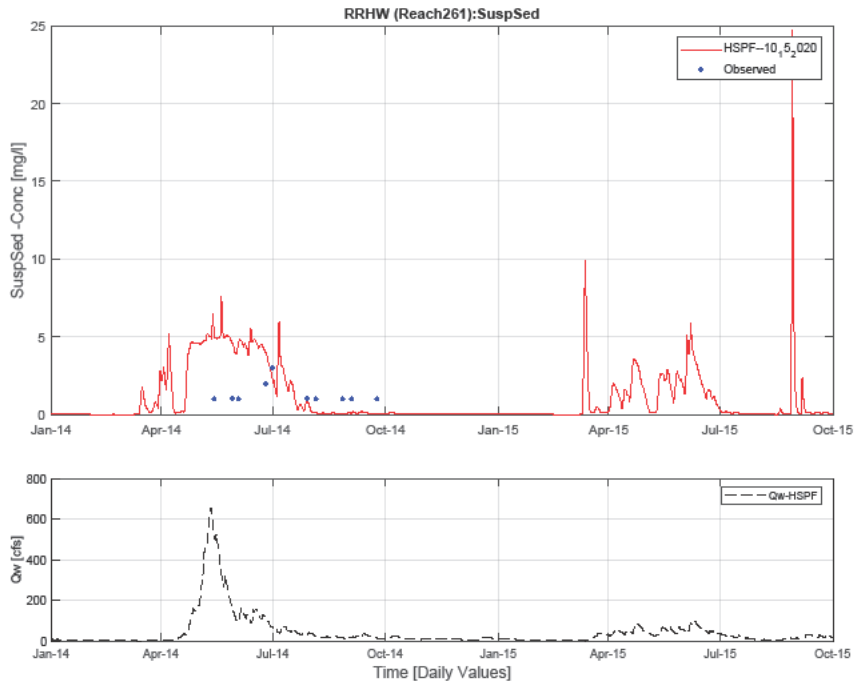 RRHW (Reach261):SuspSed
25
20
15
10
5
0
SuspSed -Conc [mg/l]
HSPF--10₁5₂020
Observed
Jan-14 Apr-14 Jul-14 Oct-14 Jan-15 Apr-15 Jul-15 Oct-15
800
600
400
200
0
Qw [cfs]
Qw-HSPF
Jan-14 Apr-14 Jul-14 Oct-14 Jan-15 Apr-15 Jul-15 Oct-15
Time [Daily Values]